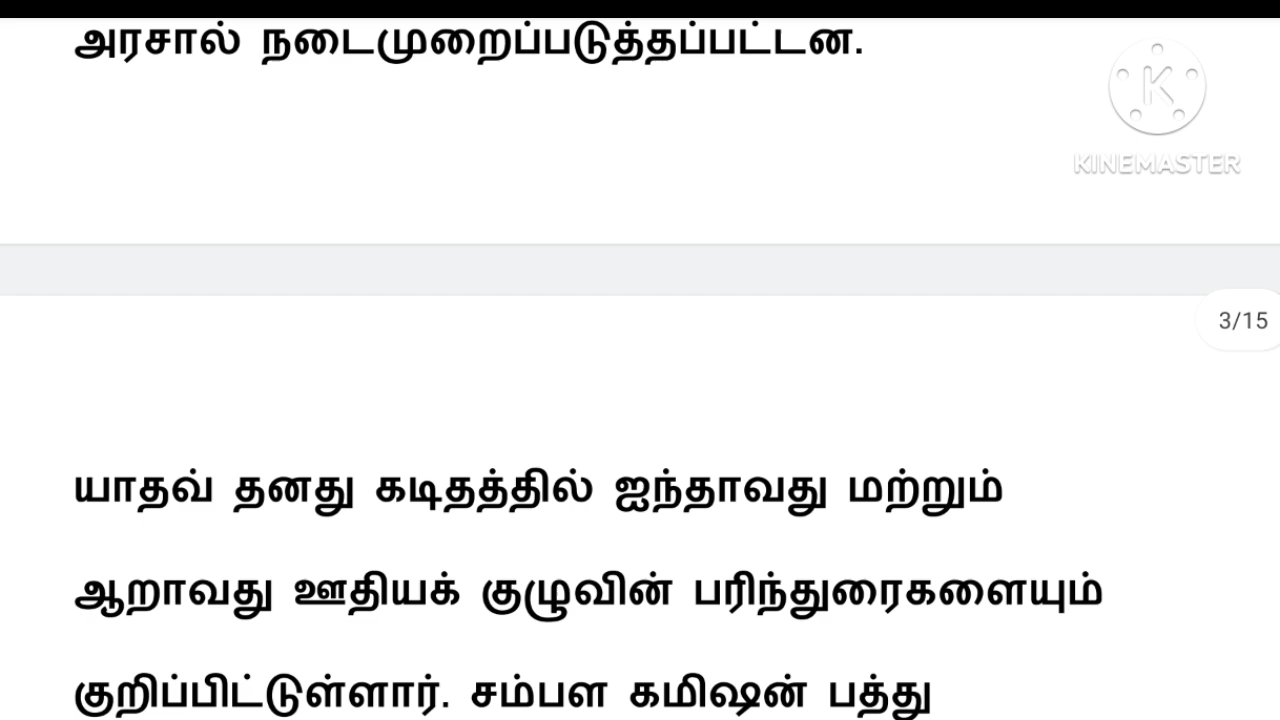 அரசால் நடைமுறைப்படுத்தப்பட்டன.
K
KINEMASTER
3/15
யாதவ் தனது கடிதத்தில் ஐந்தாவது மற்றும்
ஆறாவது ஊதியக் குழுவின் பரிந்துரைகளையும்
குறிப்பிட்டுள்ளார். சம்பள கமிஷன் பத்து